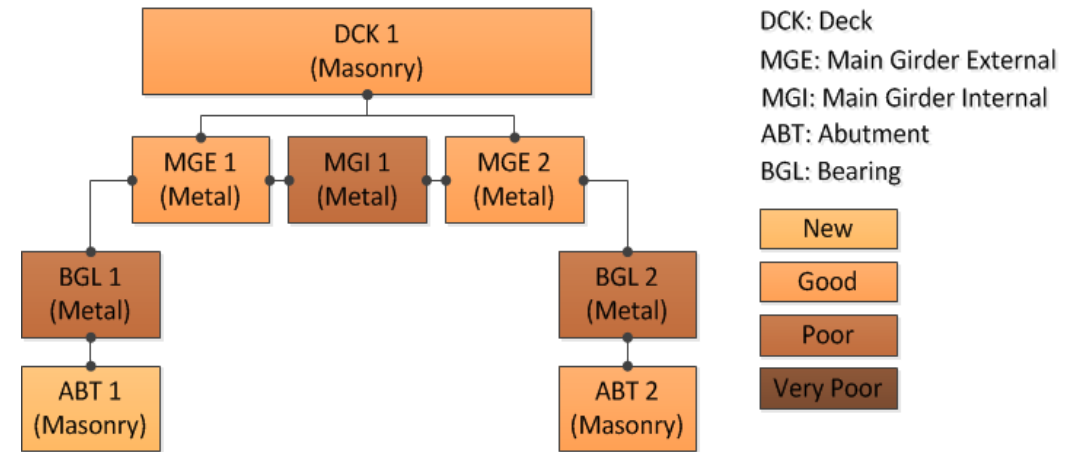 DCK 1
(Masonry)
MGE 1
(Metal)
MGI 1
(Metal)
MGE 2
(Metal)
BGL 1
(Metal)
BGL 2
(Metal)
ABT 1
(Masonry)
ABT 2
(Masonry)
DCK: Deck
MGE: Main Girder External
MGI: Main Girder Internal
ABT: Abutment
BGL: Bearing
New
Good
Poor
Very Poor